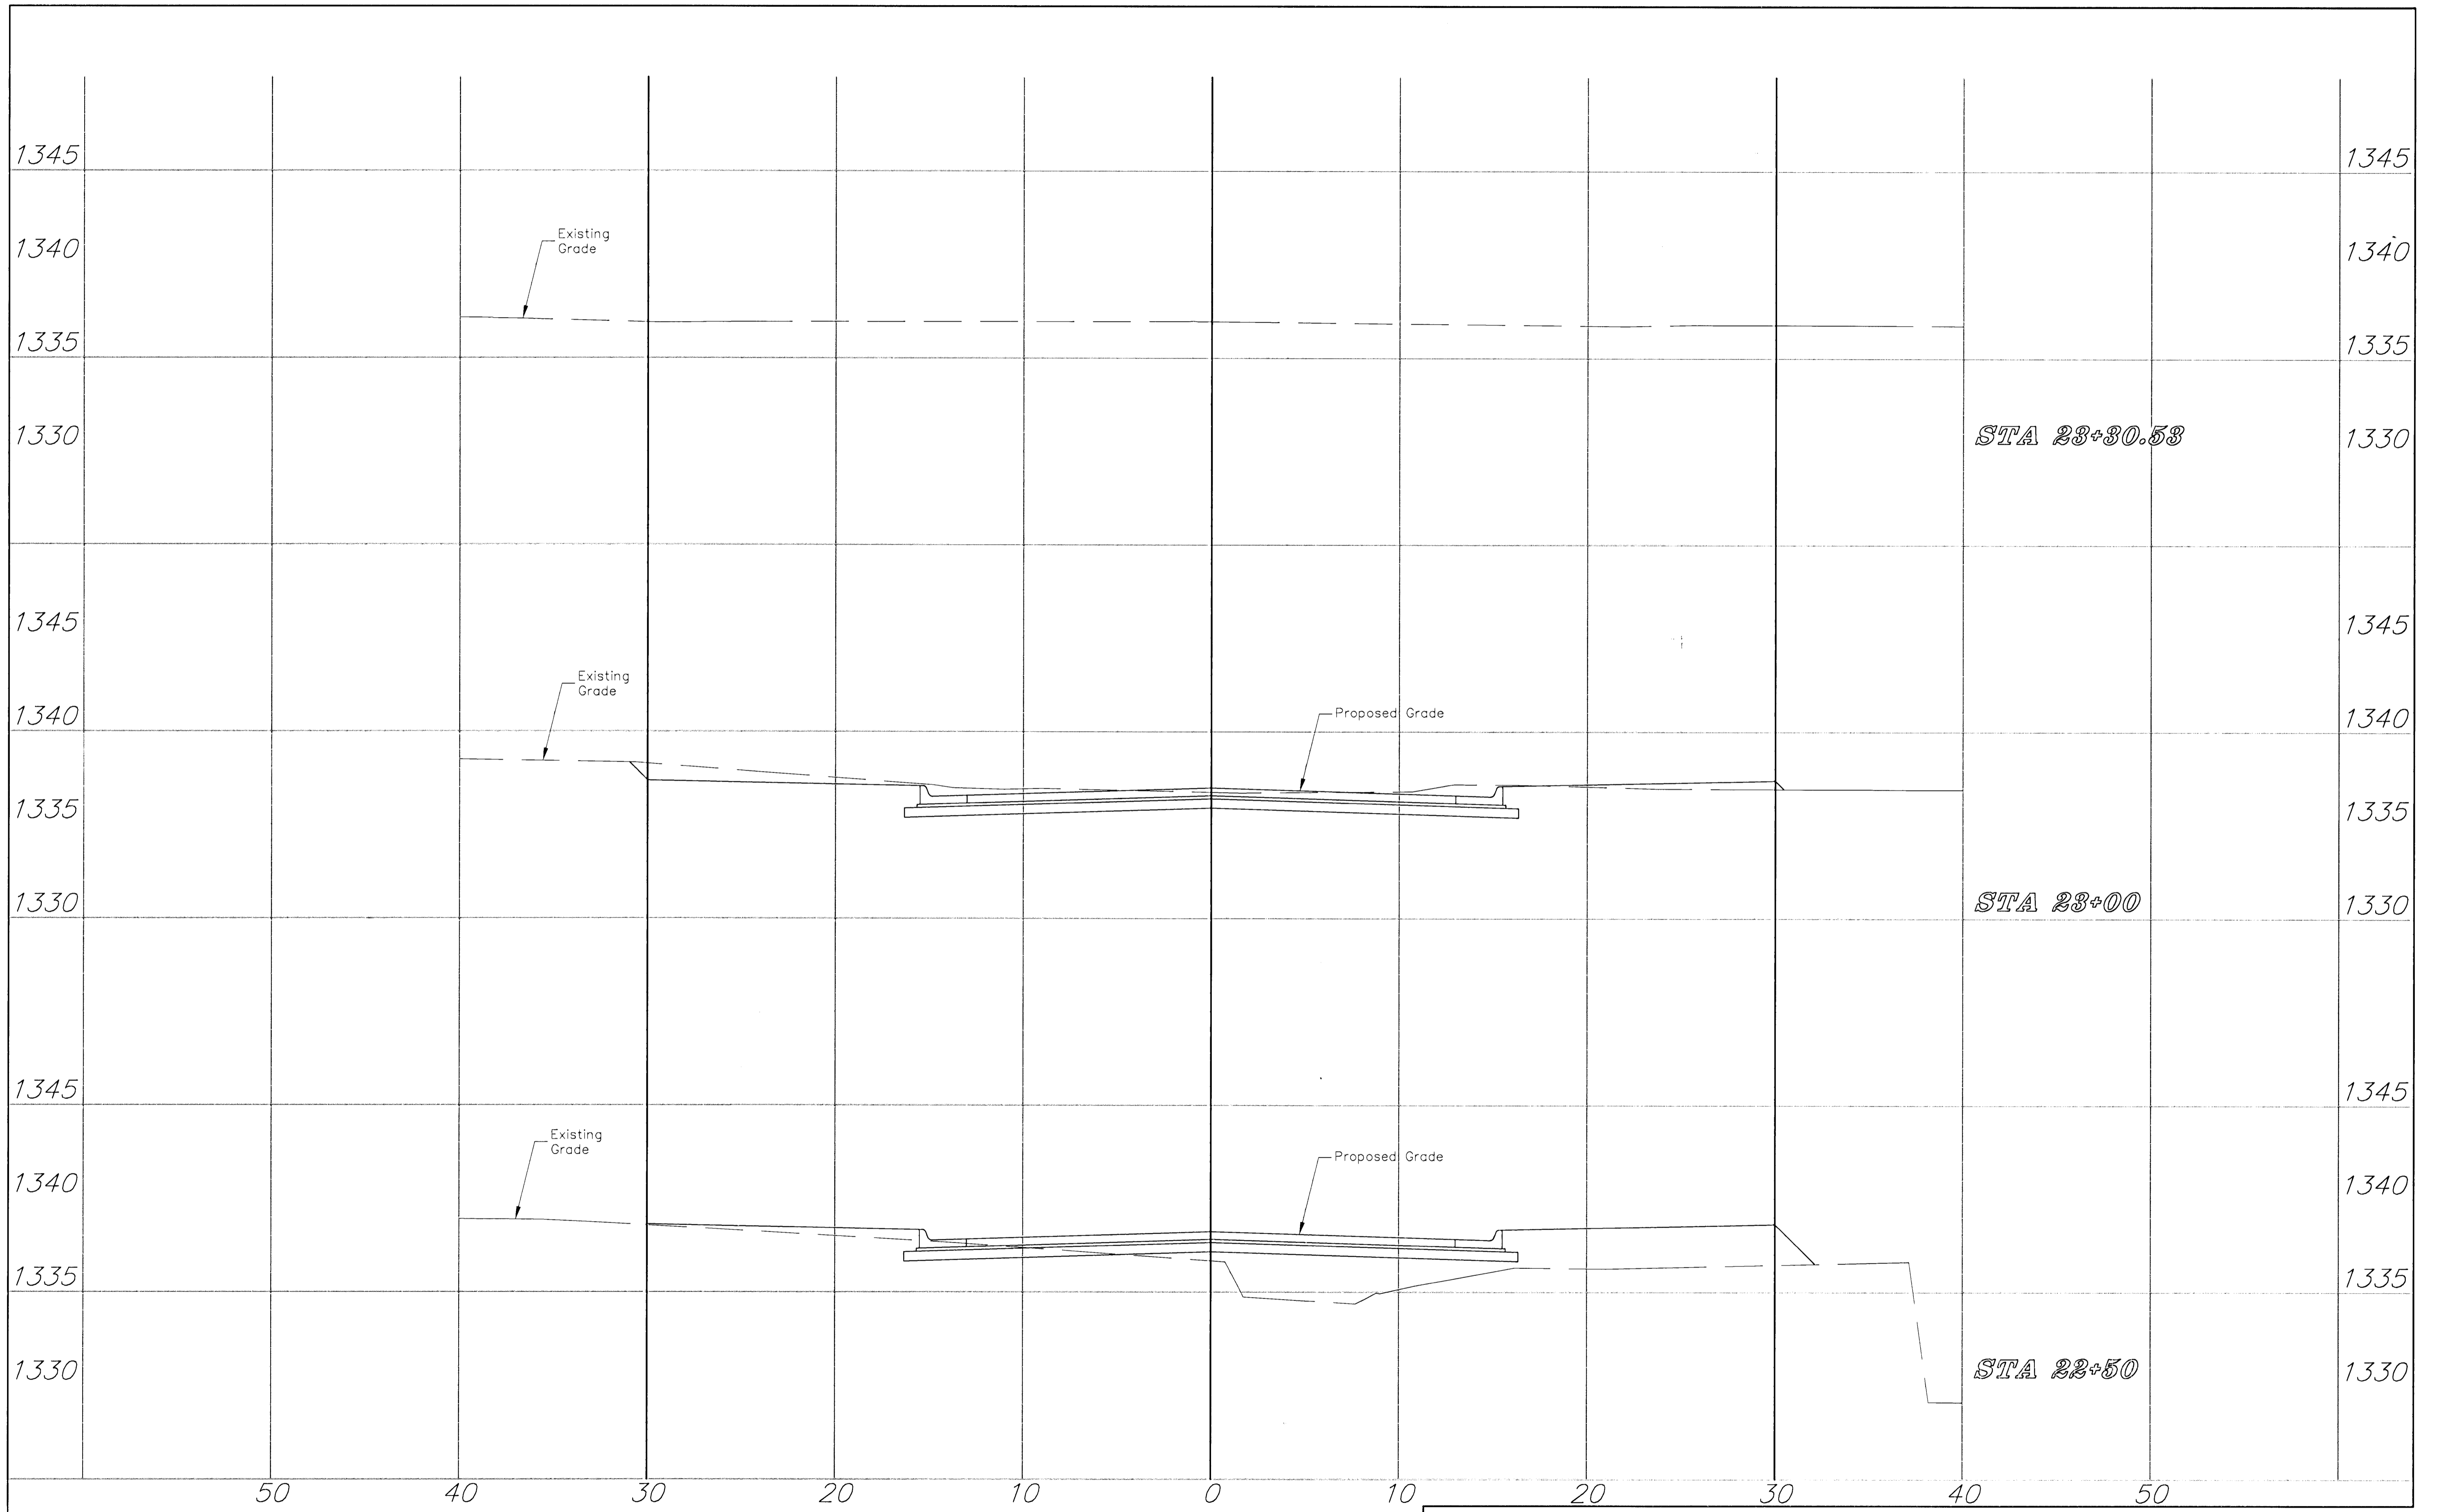 1345 1345
Existing
Grade
1340 1340
1335 1335
1330 STA 23+30.53 1330
1345 1345
Existing
Grade
1340 Proposed Grade 1340
1335 1335
1330 STA 23+00 1330
1345 1345
Existing
Grade
Proposed Grade
1340 1340
1335 1335
1330 STA 22+50 1330
50 40 30 20 10 0 10 20 30 40 50